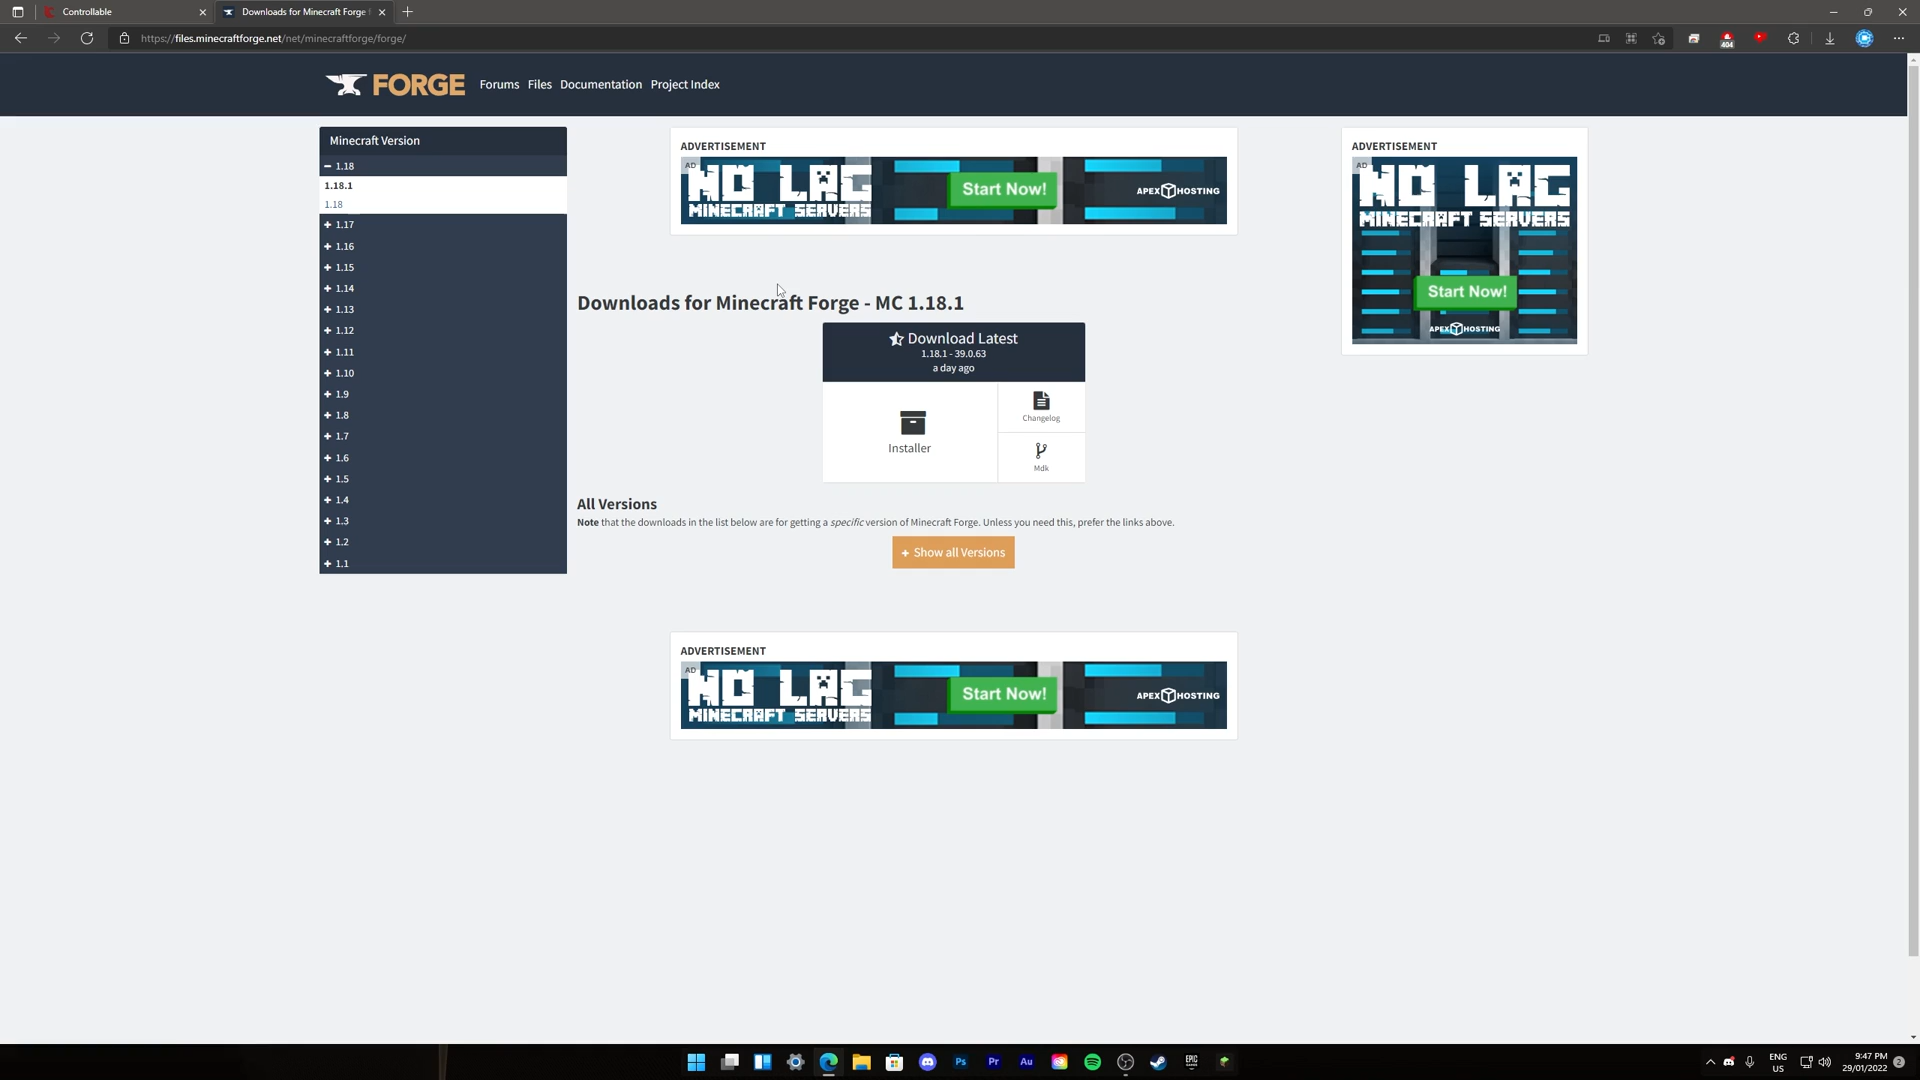 Controllable
Downloads for Minecraft Forge
https://files.minecraftforge.net/net/minecraftforge/forge/
404
FORGE
Forums
Files
Documentation
Project Index
Minecraft Version
1.18
1.18.1
1.18
1.17
1.16
1.15
1.14
1.13
1.12
1.11
1.10
1.9
1.8
1.7
1.6
1.5
1.4
1.3
1.2
1.1
ADVERTISEMENT
AD
NO LAG
MINECRAFT SERVERS
Start Now!
APEX HOSTING
Downloads for Minecraft Forge - MC 1.18.1
Download Latest
1.18.1 - 39.0.63
a day ago
Installer
Changelog
Mdk
All Versions
Note that the downloads in the list below are for getting a specific version of Minecraft Forge. Unless you need this, prefer the links above.
+ Show all Versions
ADVERTISEMENT
AD
NO LAG
MINECRAFT SERVERS
Start Now!
APEX HOSTING
ADVERTISEMENT
AD
NO LAG
MINECRAFT SERVERS
Start Now!
APEX HOSTING
Ps
Pr
Au
EPIC
ENG
US
9:47 PM
29/01/2022
2